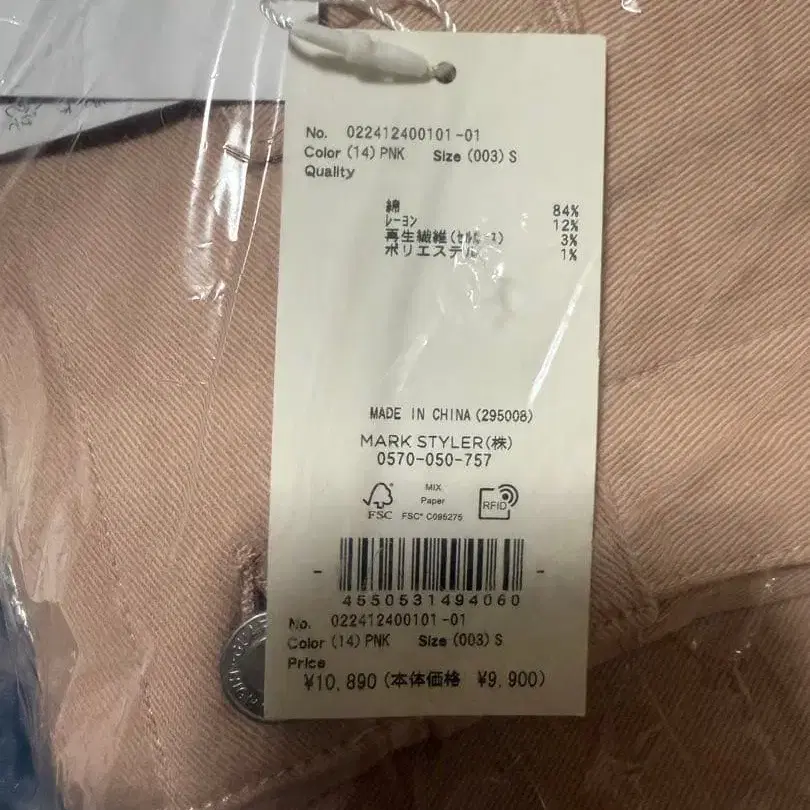 No. 022412400101-01
Color (14) PNK Size (003) S
Quality
綿 84%
レーヨン 12%
再生繊維(セルロース) 3%
ポリエステル 1%
MADE IN CHINA (295008)
MARK STYLER(株)
0570-050-757
MIX
Paper
FSC FSC® C095275
RFID
4550531494060
No. 022412400101-01
Color (14) PNK Size (003) S
Price
¥10,890 (本体価格 ¥9,900)